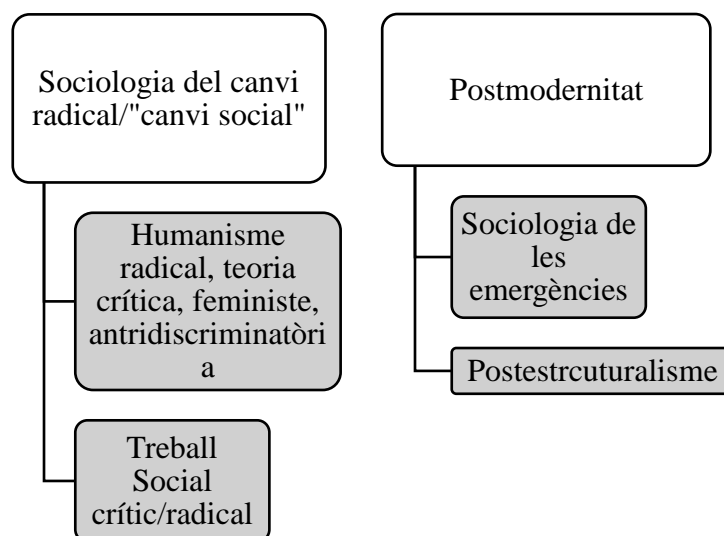 Sociologia del canvi
radical/"canvi social"
Humanisme
radical, teoria
crítica, feministe,
antridiscriminatòri
a
Treball
Social
crític/radical
Postmodernitat
Sociologia de
les
emergències
Postestrcuturalisme